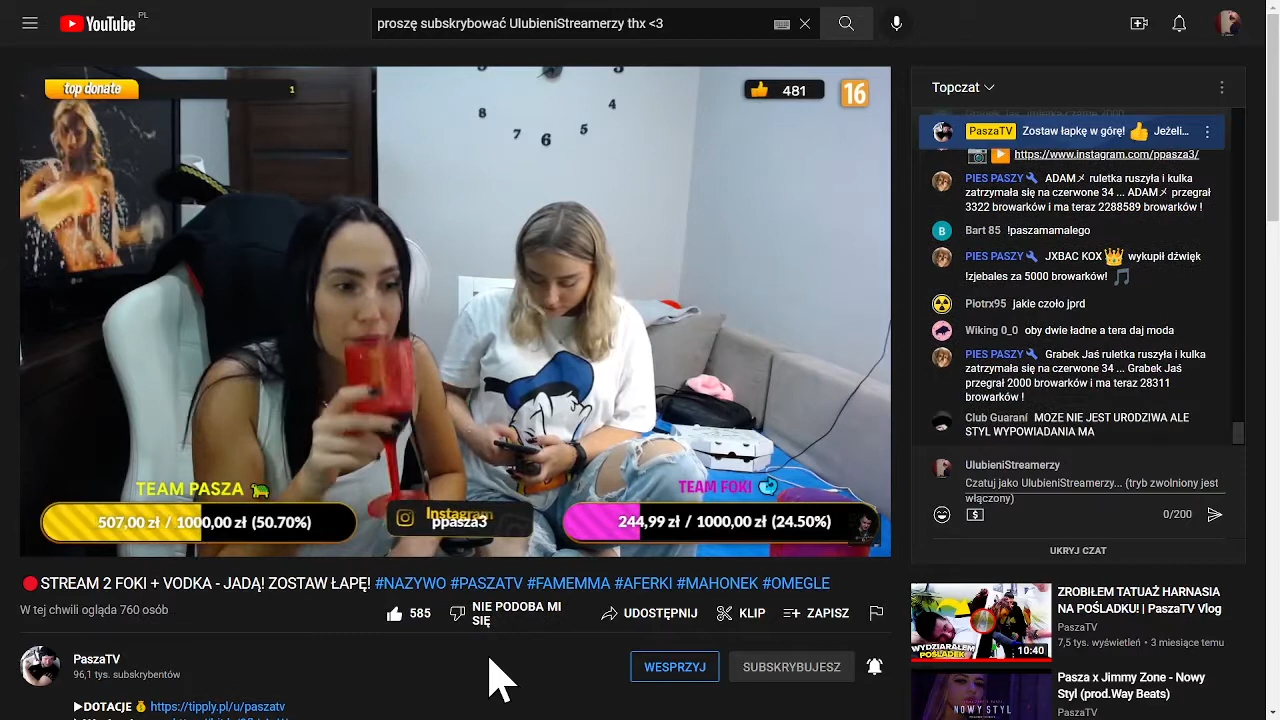 YouTube PL
proszę subskrybować UlubieniStreamerzy thx <3
top donate
1
481
16
3
4
5
6
7
8
TEAM PASZA
507,00 zł / 1000,00 zł (50.70%)
Instagram
ppasza3
TEAM FOKI
244,99 zł / 1000,00 zł (24.50%)
Topczat
PaszaTV Zostaw łapkę w górę! Jeżeli...
https://www.instagram.com/ppasza3/
PIES PASZY ADAM ruletka ruszyła i kulka
zatrzymała się na czerwone 34 ... ADAM przegrał
3322 browarków i ma teraz 2288589 browarków !
B
Bart 85 !paszamamalego
PIES PASZY JXBAC KOX wykupił dźwięk
!zjebales za 5000 browarków!
Plotrx95 jakie czoło jprd
Wiking 0_0 oby dwie ładne a tera daj moda
PIES PASZY Grabek Jaś ruletka ruszyła i kulka
zatrzymała się na czerwone 34 ... Grabek Jaś
przegrał 2000 browarków i ma teraz 28311
browarków !
Club Guaraní MOZE NIE JEST URODZIWA ALE
STYL WYPOWIADANIA MA
UlubieniStreamerzy
Czatuj jako UlubieniStreamerzy... (tryb zwolniony jest
włączony)
0/200
UKRYJ CZAT
STREAM 2 FOKI + VODKA - JADĄ! ZOSTAW ŁAPĘ! #NAZYWO #PASZATV #FAMEMMA #AFERKI #MAHONEK #OMEGLE
W tej chwili ogląda 760 osób
585
NIE PODOBA MI
SIĘ
UDOSTĘPNIJ
KLIP
ZAPISZ
PaszaTV
96,1 tys. subskrybentów
WESPRZYJ
SUBSKRYBUJESZ
▶DOTACJE https://tipply.pl/u/paszatv
WYDZIARAŁEM
POŚLADEK
10:40
ZROBIŁEM TATUAŻ HARNASIA
NA POŚLADKU! | PaszaTV Vlog
PaszaTV
7,5 tys. wyświetleń • 3 miesiące temu
NOWY STYL
Pasza x Jimmy Zone - Nowy
Styl (prod.Way Beats)
PaszaTV